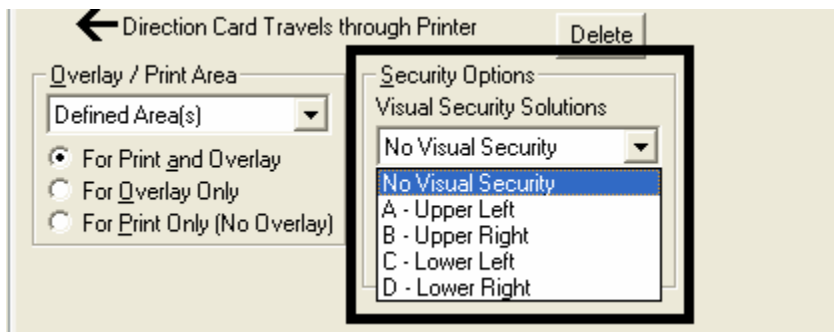 Direction Card Travels through Printer
Delete
Overlay / Print Area
Defined Area(s)
For Print and Overlay
For Overlay Only
For Print Only (No Overlay)
Security Options
Visual Security Solutions
No Visual Security
No Visual Security
A - Upper Left
B - Upper Right
C - Lower Left
D - Lower Right